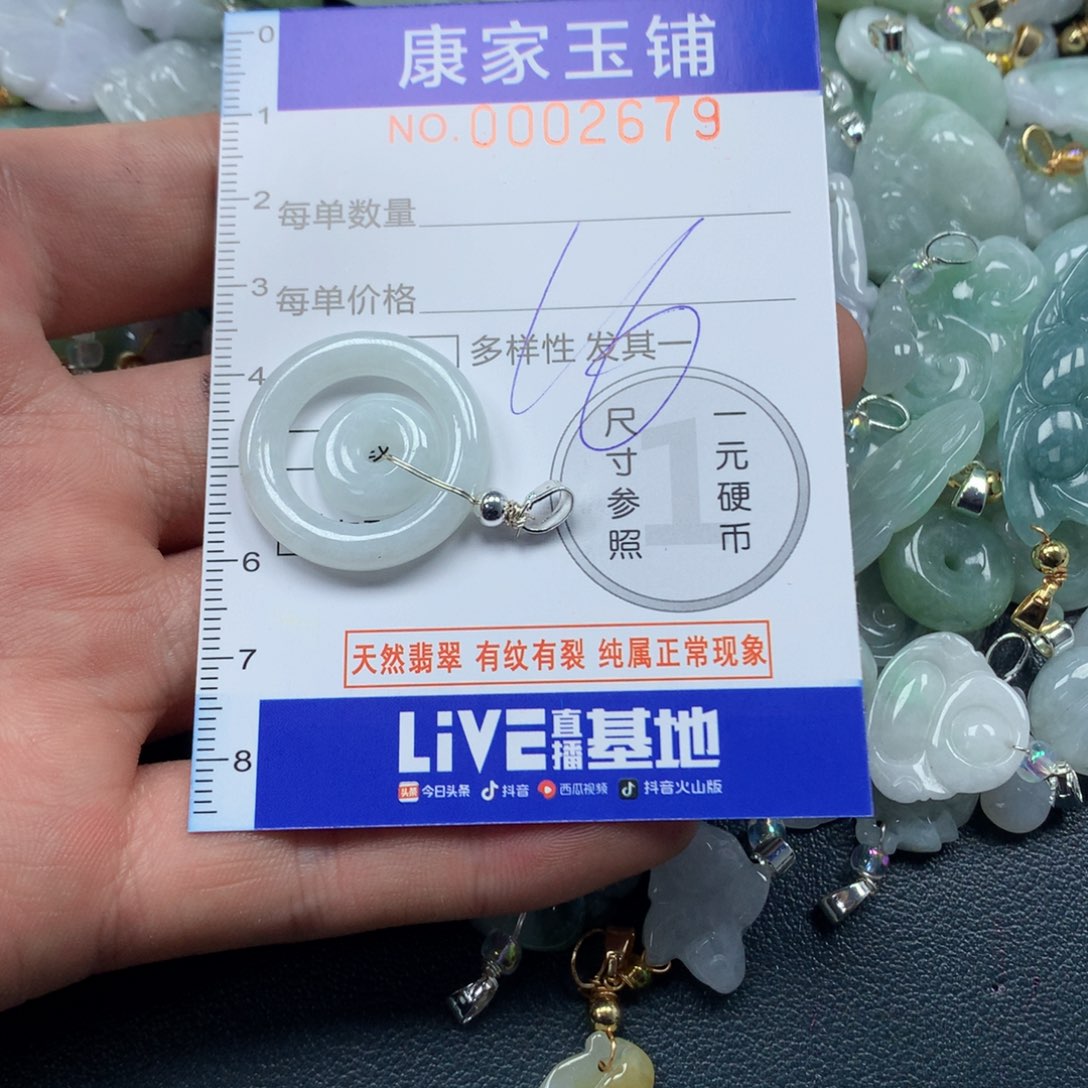 康家玉铺
NO.0002679
0
1
2
3
4
6
7
8
每单数量
每单价格
16
多样性 发其一
1
尺寸参照
一元硬币
天然翡翠 有纹有裂 纯属正常现象
LiVE直播基地
头条 今日头条 抖音 西瓜视频 抖音火山版